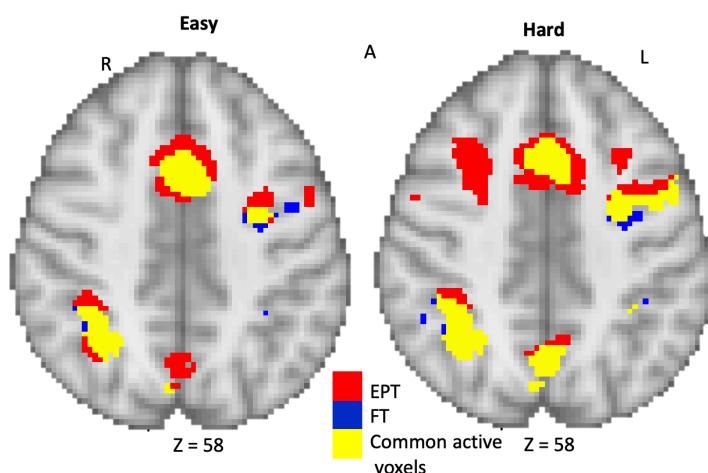 Easy
Hard
R
A
L
EPT
FT
Common active
voxels
Z = 58
Z = 58